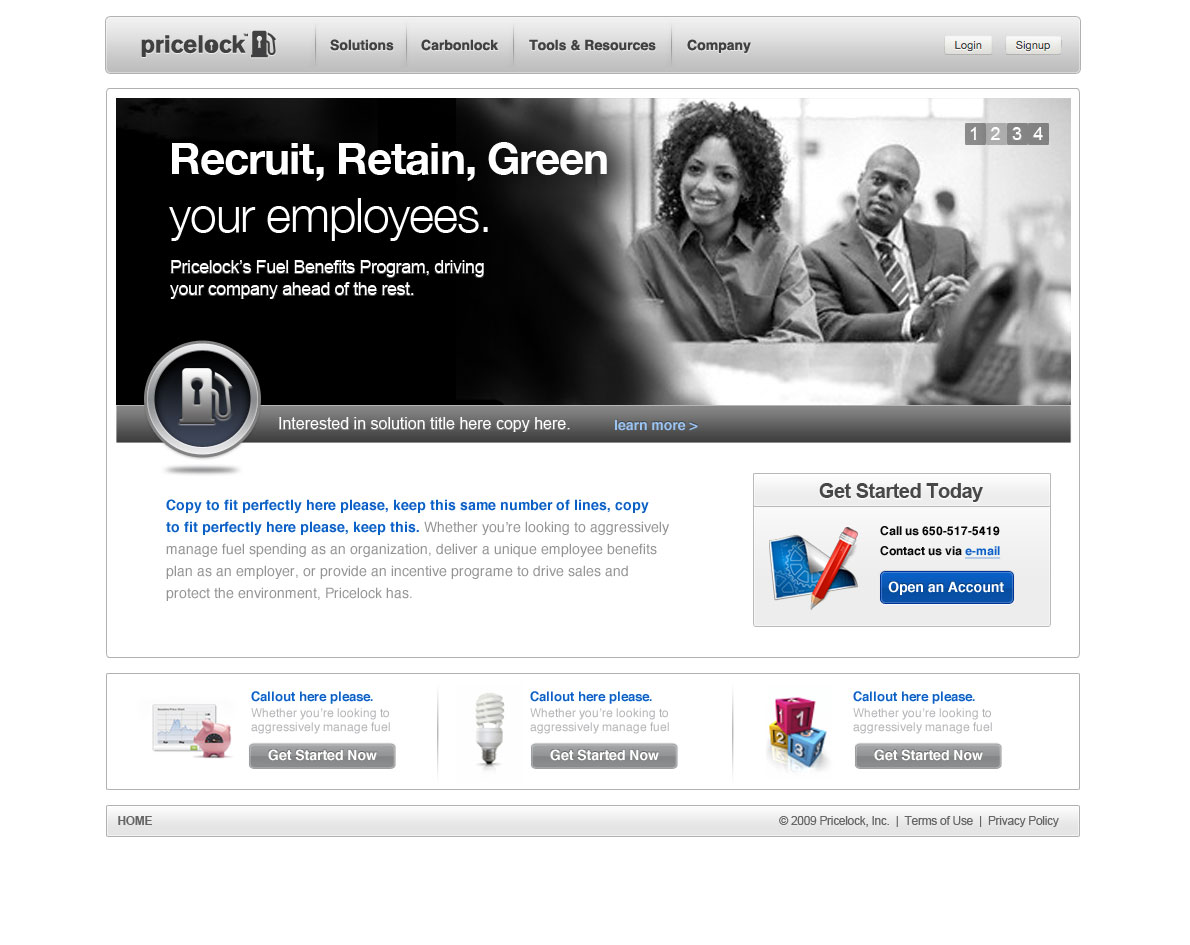 pricelock™
Solutions
Carbonlock
Tools & Resources
Company
Login
Signup
1 2 3 4
Recruit, Retain, Green
your employees.
Pricelock's Fuel Benefits Program, driving
your company ahead of the rest.
Interested in solution title here copy here.
learn more >
Copy to fit perfectly here please, keep this same number of lines, copy
to fit perfectly here please, keep this. Whether you're looking to aggressively
manage fuel spending as an organization, deliver a unique employee benefits
plan as an employer, or provide an incentive programe to drive sales and
protect the environment, Pricelock has.
Get Started Today
Call us 650-517-5419
Contact us via e-mail
Open an Account
Callout here please.
Whether you're looking to
aggressively manage fuel
Get Started Now
Callout here please.
Whether you're looking to
aggressively manage fuel
Get Started Now
1
2
3
Callout here please.
Whether you're looking to
aggressively manage fuel
Get Started Now
HOME
© 2009 Pricelock, Inc. | Terms of Use | Privacy Policy